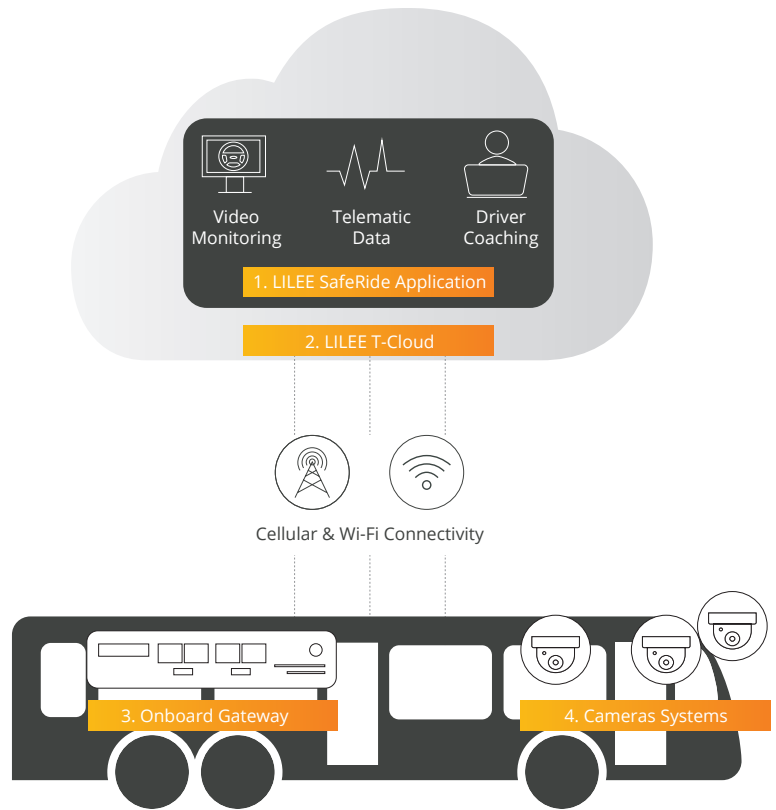 Video
Monitoring
Telematic
Data
Driver
Coaching
1. LILEE SafeRide Application
2. LILEE T-Cloud
Cellular & Wi-Fi Connectivity
3. Onboard Gateway
4. Cameras Systems